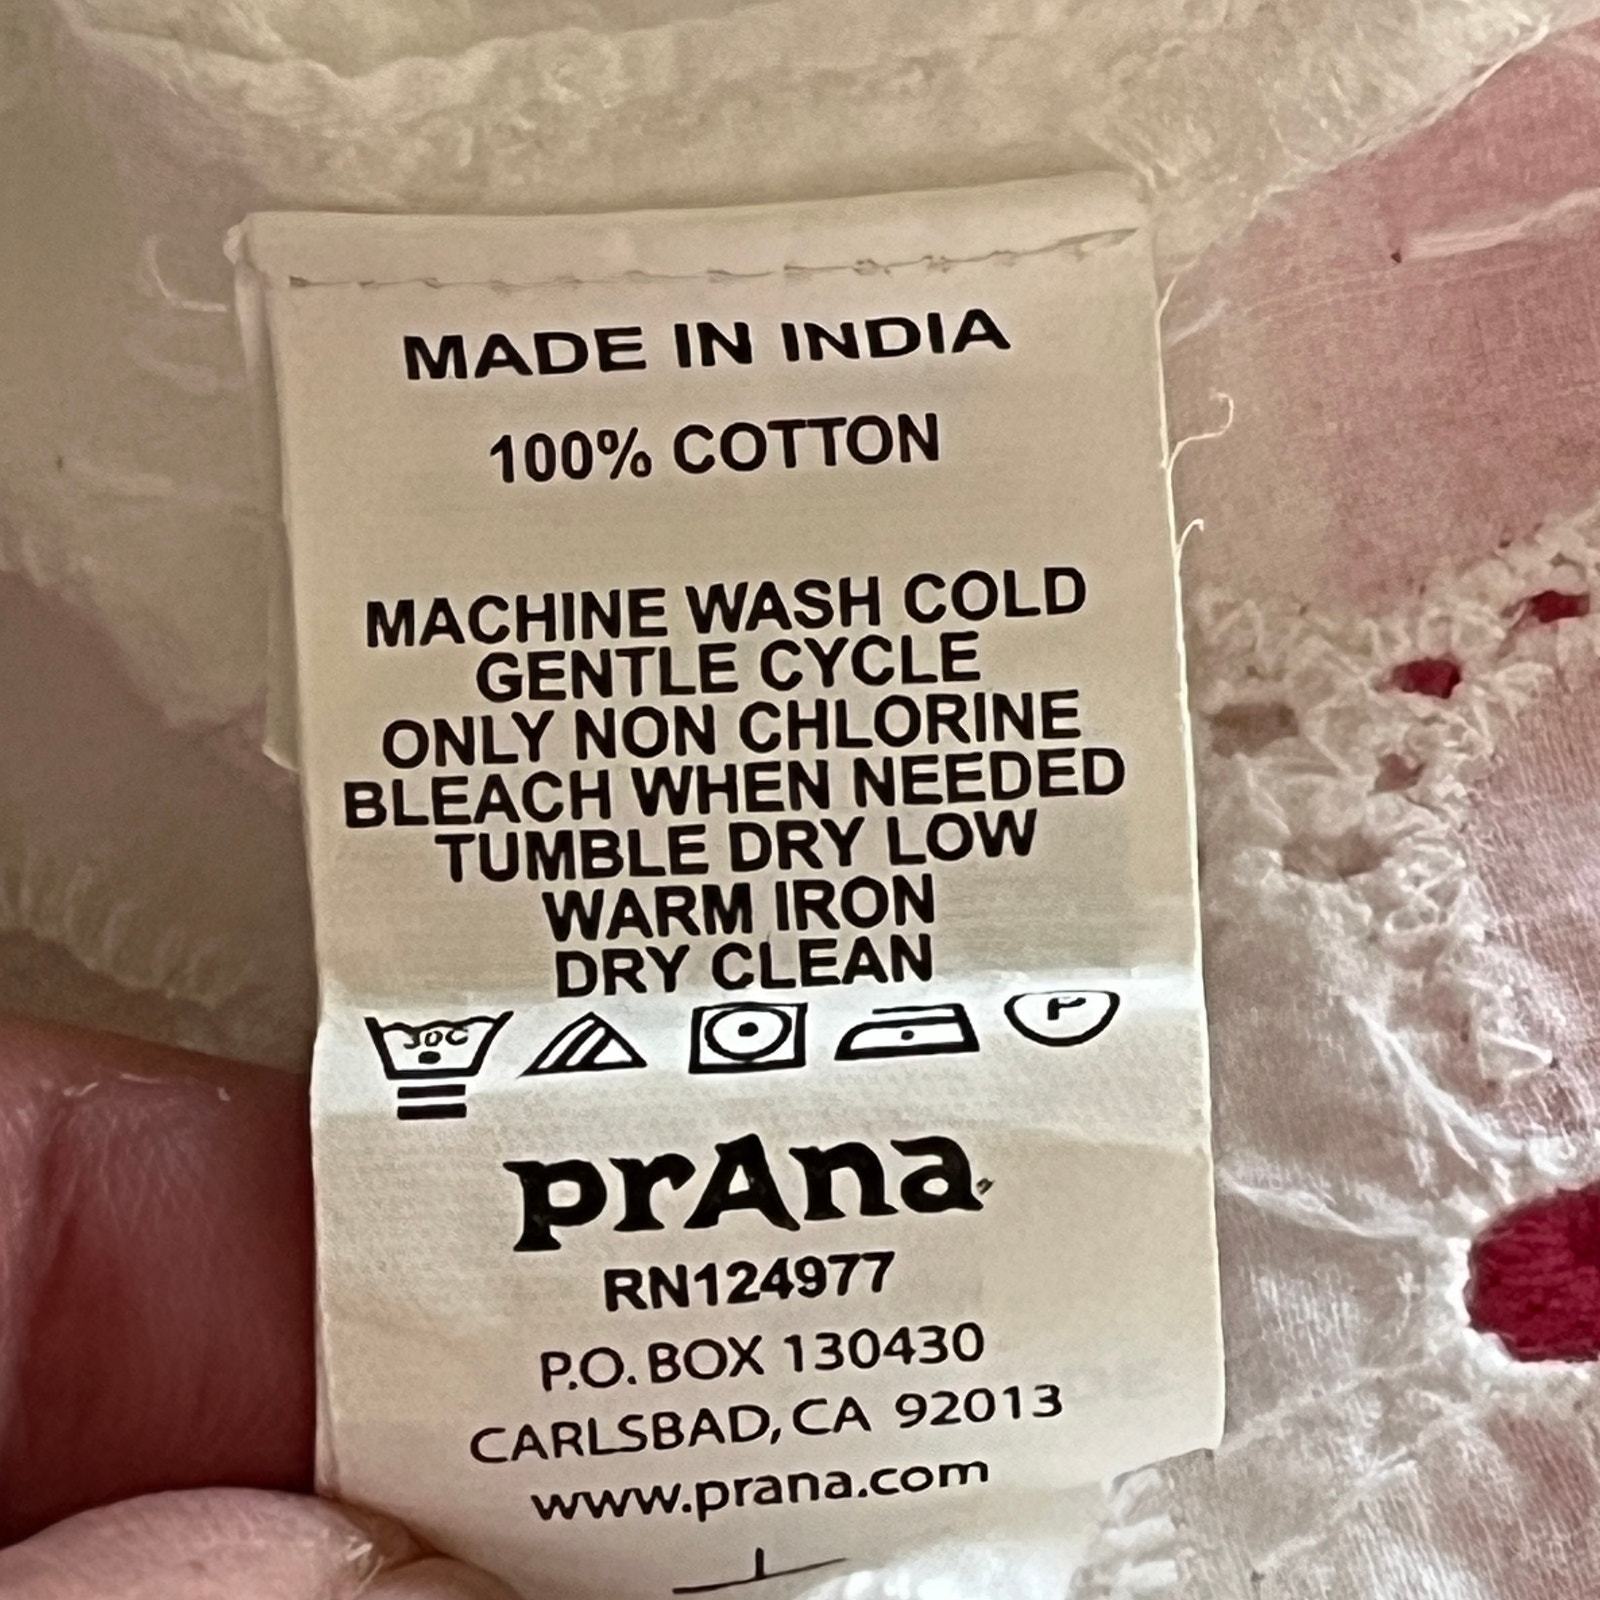 MADE IN INDIA
100% COTTON
MACHINE WASH COLD
GENTLE CYCLE
ONLY NON CHLORINE
BLEACH WHEN NEEDED
TUMBLE DRY LOW
WARM IRON
DRY CLEAN
30C
P
prAna
RN124977
P.O. BOX 130430
CARLSBAD, CA 92013
www.prana.com